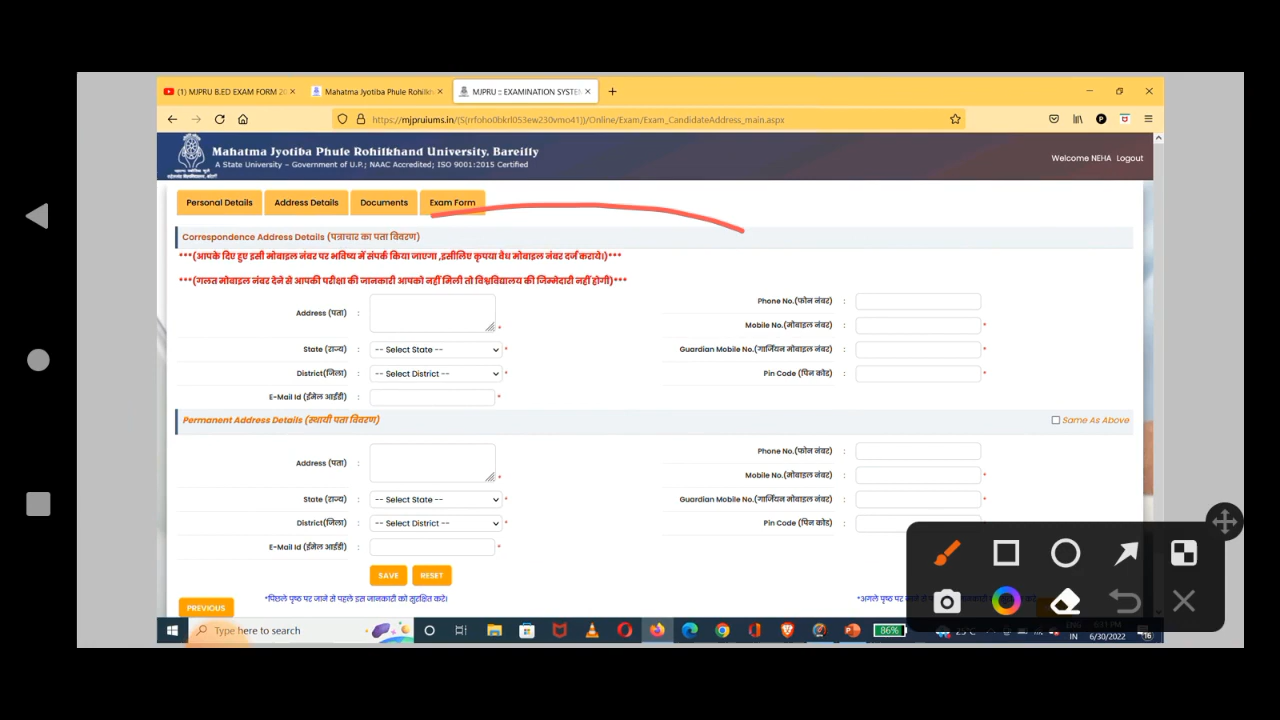 (1) MJPRU B.ED EXAM FORM 20
Mahatma Jyotiba Phule Rohilkh
MJPRU :: EXAMINATION SYSTEM
https://mjpruiums.in/(S(rrfoho0bkrl053ew230vmo41))/Online/Exam/Exam_CandidateAddress_main.aspx
Mahatma Jyotiba Phule Rohilkhand University, Bareilly
A State University – Government of U.P.; NAAC Accredited; ISO 9001:2015 Certified
Welcome NEHA Logout
Personal Details Address Details Documents Exam Form
Correspondence Address Details (पत्राचार का पता विवरण)
***(आपके दिए हुए इसी मोबाइल नंबर पर भविष्य में संपर्क किया जाएगा ,इसीलिए कृपया वैध मोबाइल नंबर दर्ज कराये।)***
***(गलत मोबाइल नंबर देने से आपकी परीक्षा की जानकारी आपको नहीं मिली तो विश्वविद्यालय की जिम्मेदारी नहीं होगी)***
Address (पता) : *
Phone No.(फोन नंबर) :
Mobile No.(मोबाइल नंबर) : *
State (राज्य) : -- Select State -- *
Guardian Mobile No.(गार्जियन मोबाइल नंबर) : *
District(जिला) : -- Select District -- *
Pin Code (पिन कोड) : *
E-Mail Id (ईमेल आईडी) : *
Permanent Address Details (स्थायी पता विवरण) Same As Above
Address (पता) : *
Phone No.(फोन नंबर) :
Mobile No.(मोबाइल नंबर) : *
State (राज्य) : -- Select State -- *
Guardian Mobile No.(गार्जियन मोबाइल नंबर) : *
District(जिला) : -- Select District -- *
Pin Code (पिन कोड) :
E-Mail Id (ईमेल आईडी) : *
SAVE RESET
*पिछले पृष्ठ पर जाने से पहले इस जानकारी को सुरक्षित करे।
*अगले पृष्ठ पर
PREVIOUS
Type here to search
86%
IN 6/30/2022 16